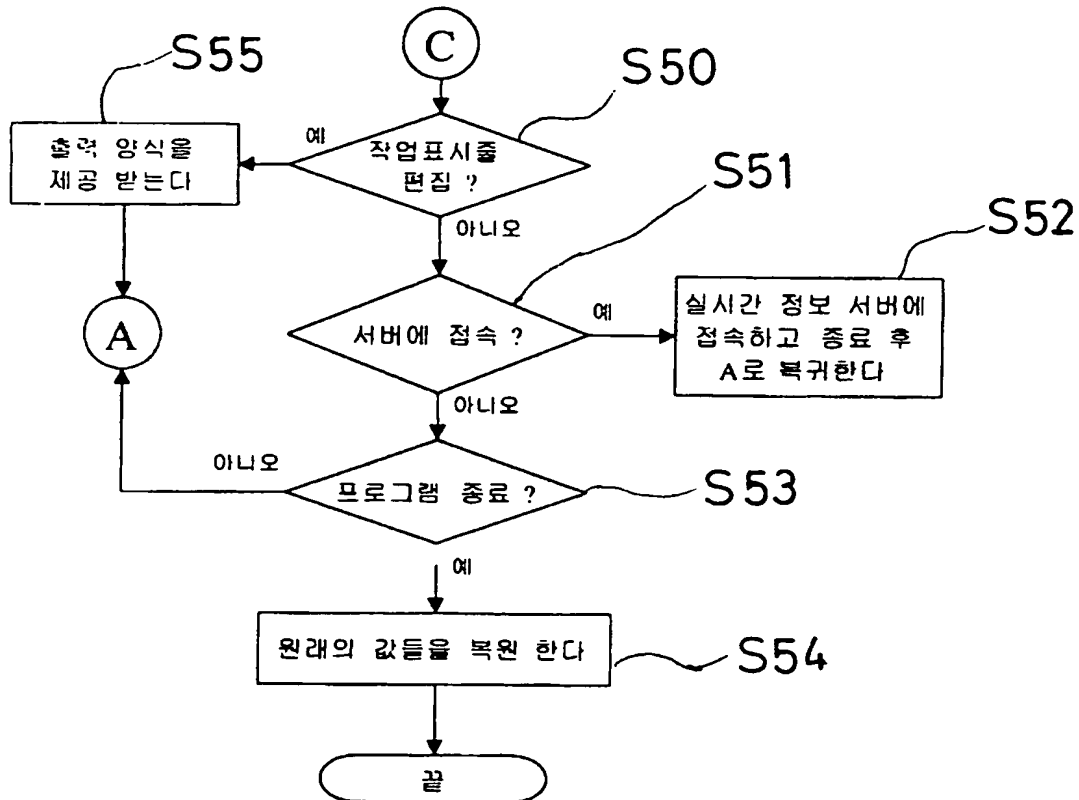 C
S55
S50
예
출력 양식을
제공 받는다
작업표시줄
편집 ?
S51
아니오
S52
A
서버에 접속 ?
예
실시간 정보 서버에
접속하고 종료 후
A로 복귀한다
아니오
아니오
프로그램 종료 ?
S53
예
원래의 값들을 복원 한다
S54
끝